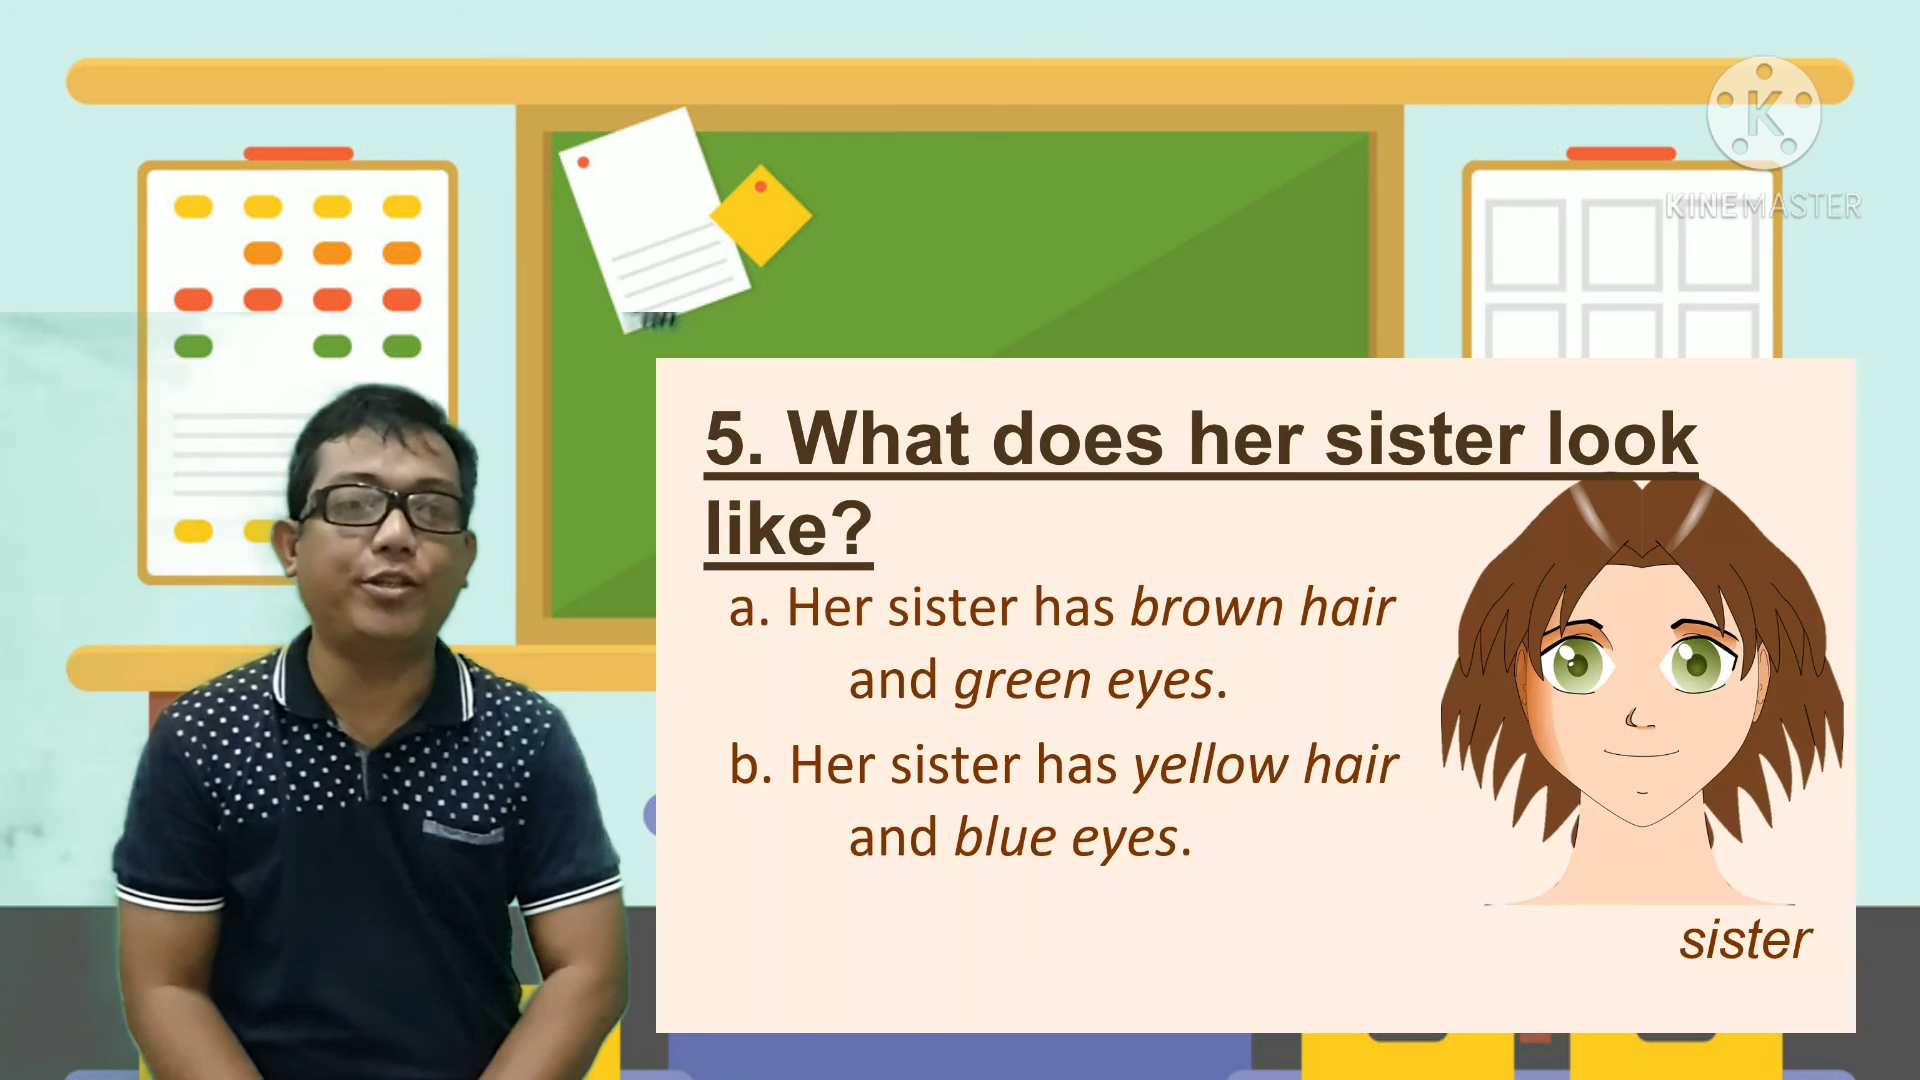 K
KINEMASTER
5. What does her sister look
like?
a. Her sister has brown hair
and green eyes.
b. Her sister has yellow hair
and blue eyes.
sister